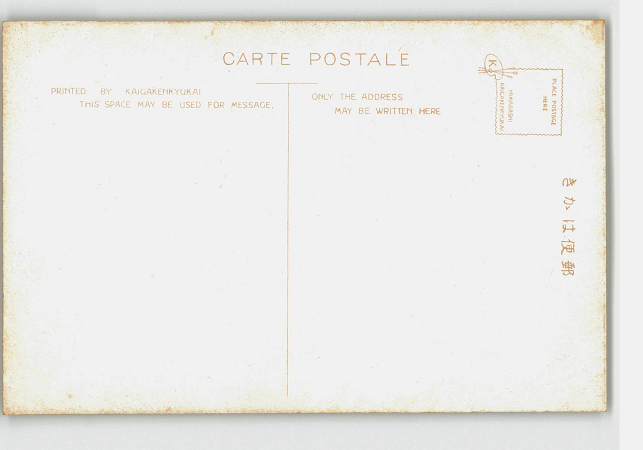 CARTE POSTALE
PRINTED BY KAIGAKENKYUKAI
THIS SPACE MAY BE USED FOR MESSAGE.
ONLY THE ADDRESS
MAY BE WRITTEN HERE
K
PLACE POSTAGE
HERE
KAIGAKENKYUKAI
きかは便郵